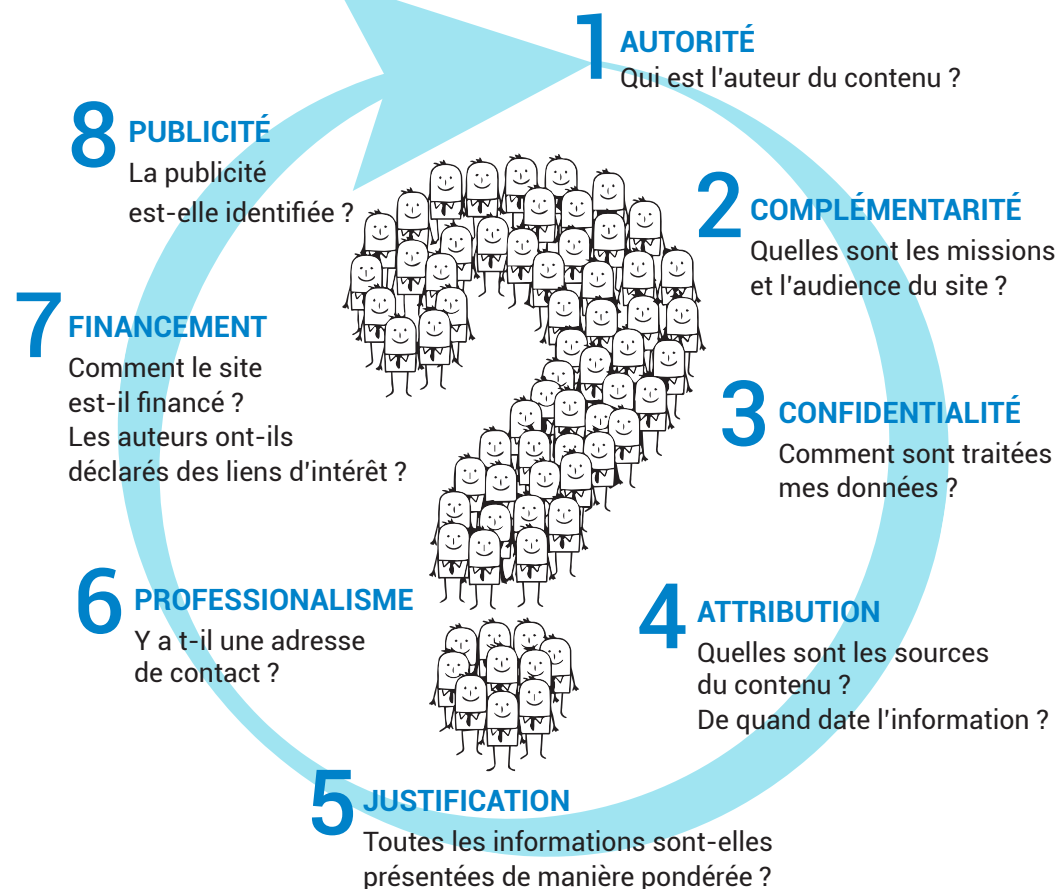 1 AUTORITÉ
Qui est l'auteur du contenu ?
2 COMPLÉMENTARITÉ
Quelles sont les missions
et l'audience du site ?
3 CONFIDENTIALITÉ
Comment sont traitées
mes données ?
4 ATTRIBUTION
Quelles sont les sources
du contenu ?
De quand date l'information ?
5 JUSTIFICATION
Toutes les informations sont-elles
présentées de manière pondérée ?
6 PROFESSIONALISME
Y a t-il une adresse
de contact ?
7 FINANCEMENT
Comment le site
est-il financé ?
Les auteurs ont-ils
déclarés des liens d'intérêt ?
8 PUBLICITÉ
La publicité
est-elle identifiée ?